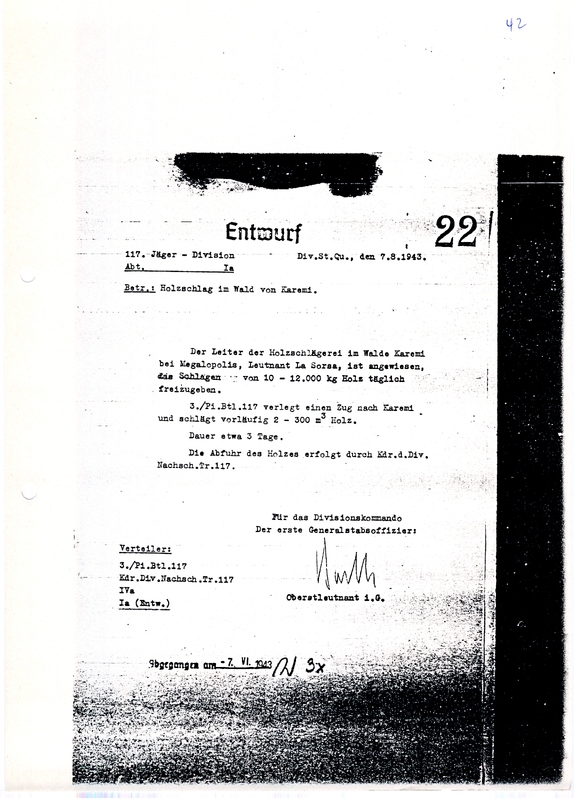 42
Entwurf
22
117. Jäger - Division Div.St.Qu., den 7.8.1943.
Abt. Ia
Betr.: Holzschlag im Wald von Karemi.
Der Leiter der Holzschlägerei im Walde Karemi
bei Megalopolis, Leutnant La Sorsa, ist angewiesen,
das Schlagen von 10 - 12.000 kg Holz täglich
freizugeben.
3./Pi.Btl.117 verlegt einen Zug nach Karemi
und schlägt vorläufig 2 - 300 m³ Holz.
Dauer etwa 3 Tage.
Die Abfuhr des Holzes erfolgt durch Kdr.d.Div.
Nachsch.Tr.117.
Für das Divisionskommando
Der erste Generalstabsoffizier:
Oberstleutnant i.G.
Verteiler:
3./Pi.Btl.117
Kdr.Div.Nachsch.Tr.117
IVa
Ia (Entw.)
Abgegangen am -7. VI. 1943 3x